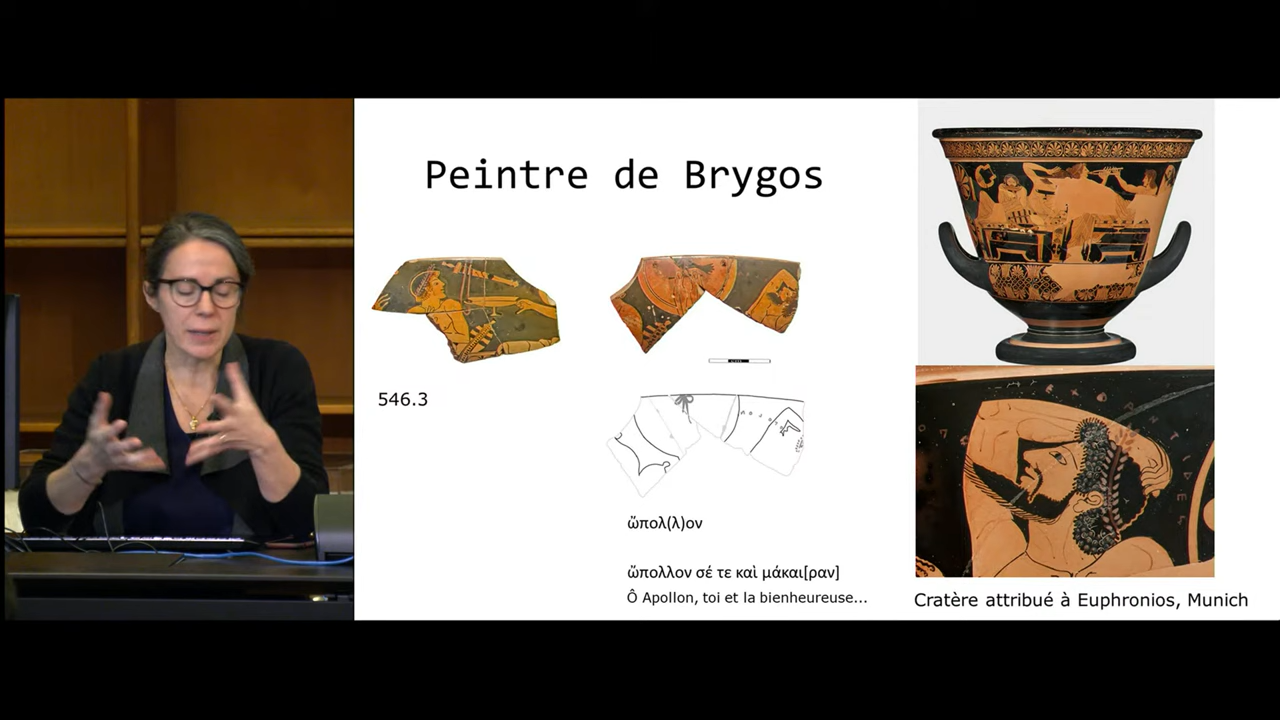 Peintre de Brygos
546.3
ὤπολ(λ)ον
ὤπολλον σέ τε καὶ μάκαι[ραν]
Ô Apollon, toi et la bienheureuse...
Cratère attribué à Euphronios, Munich